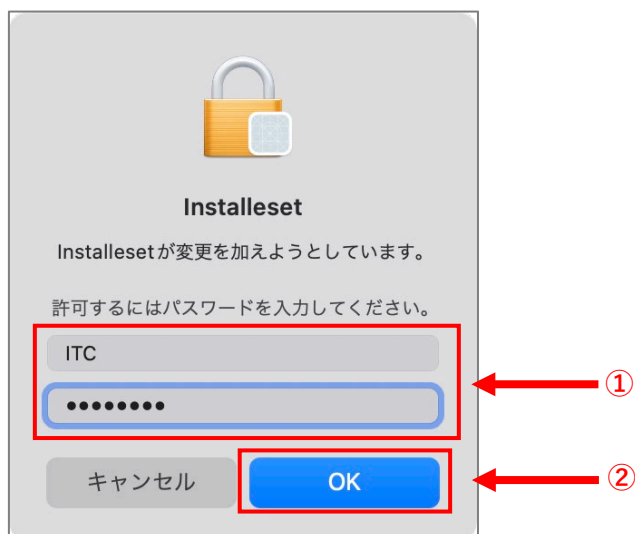 Installeset
Installesetが変更を加えようとしています。
許可するにはパスワードを入力してください。
ITC
••••••••
①
キャンセル
OK
②